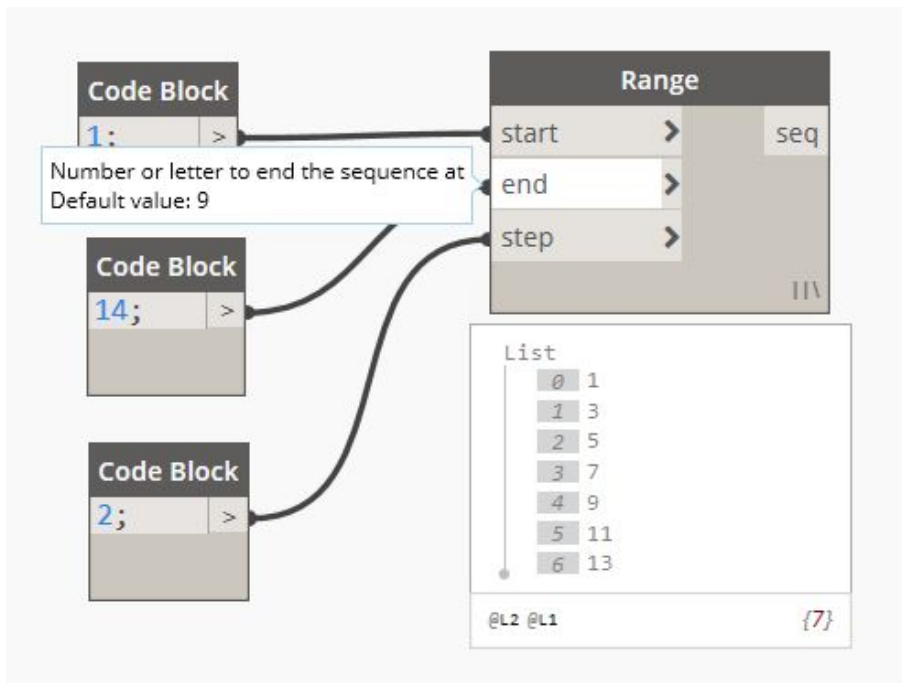 Code Block
1;
>
Number or letter to end the sequence at
Default value: 9
Code Block
14;
>
Code Block
2;
>
Range
start >
seq
end >
step >
List
0 1
1 3
2 5
3 7
4 9
5 11
6 13
@L2 @L1
{7}